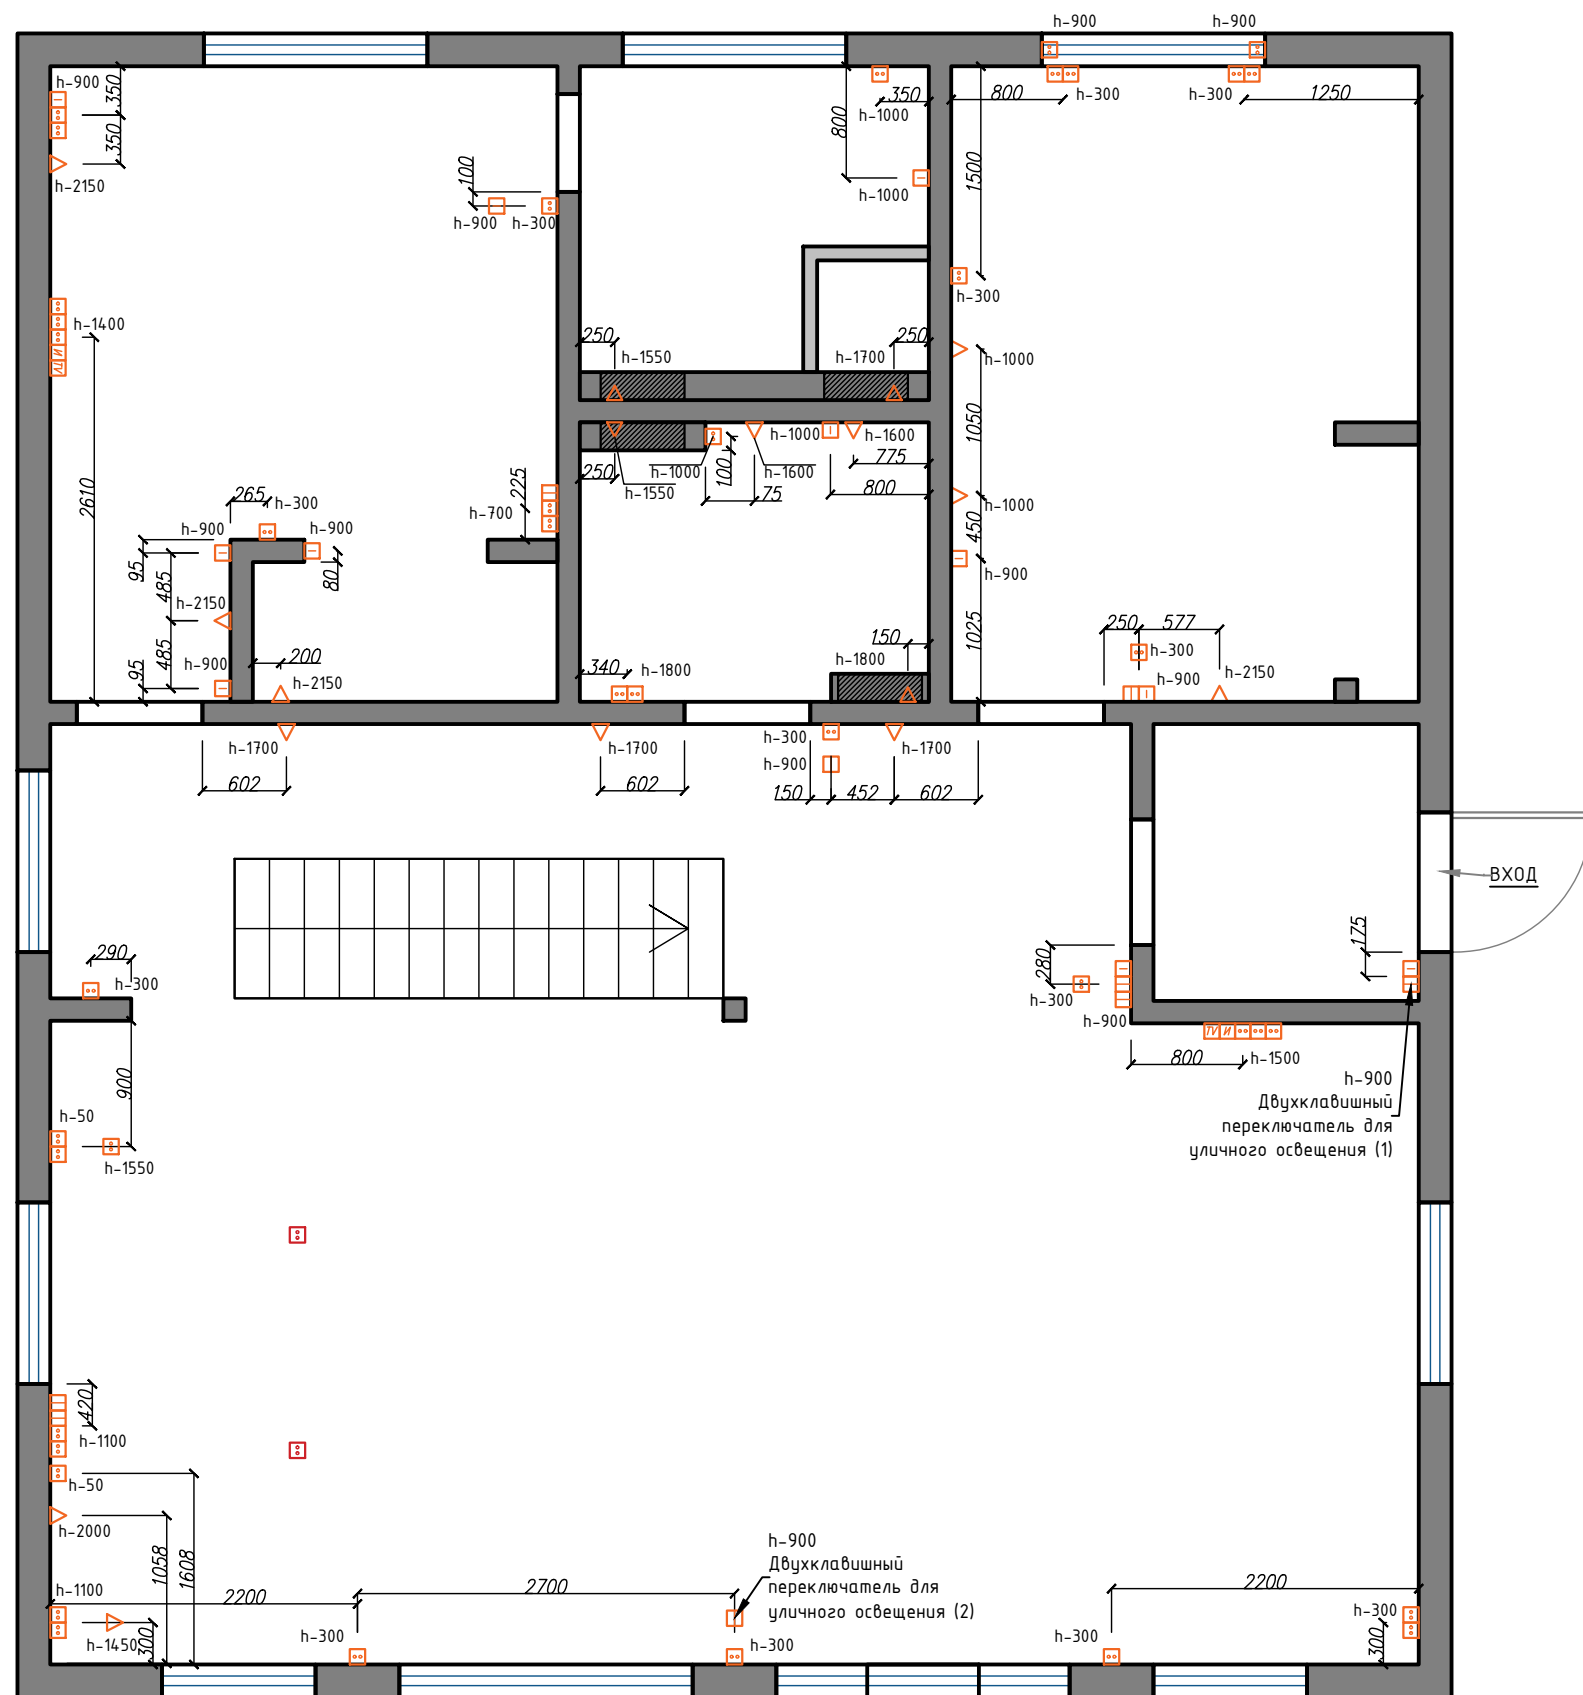 h-900
h-900
h-900
350
350
h-2150
100
h-900
h-300
350
800
h-1000
h-1000
800
h-300
h-300
1250
1500
h-300
h-1400
И
TV
2610
250
h-1550
h-1700
250
h-1000
1050
h-1000
450
h-900
1025
h-1000
h-1600
775
800
250
h-1550
h-1000
100
h-1600
75
225
h-700
265
h-300
h-900
h-900
95
485
80
h-2150
485
h-900
95
200
h-2150
340
h-1800
150
h-1800
250
577
h-300
h-900
h-2150
h-1700
602
h-1700
602
h-300
h-900
h-1700
150
452
602
ВХОД
175
290
h-300
280
h-300
h-900
TV
И
h-1500
800
900
h-50
h-1550
h-900
Двухклавишный
переключатель для
уличного освещения (1)
420
h-1100
h-50
h-2000
1058
1608
h-1100
h-1450
300
2200
2700
h-900
Двухклавишный
переключатель для
уличного освещения (2)
2200
h-300
h-300
h-300
h-300
300